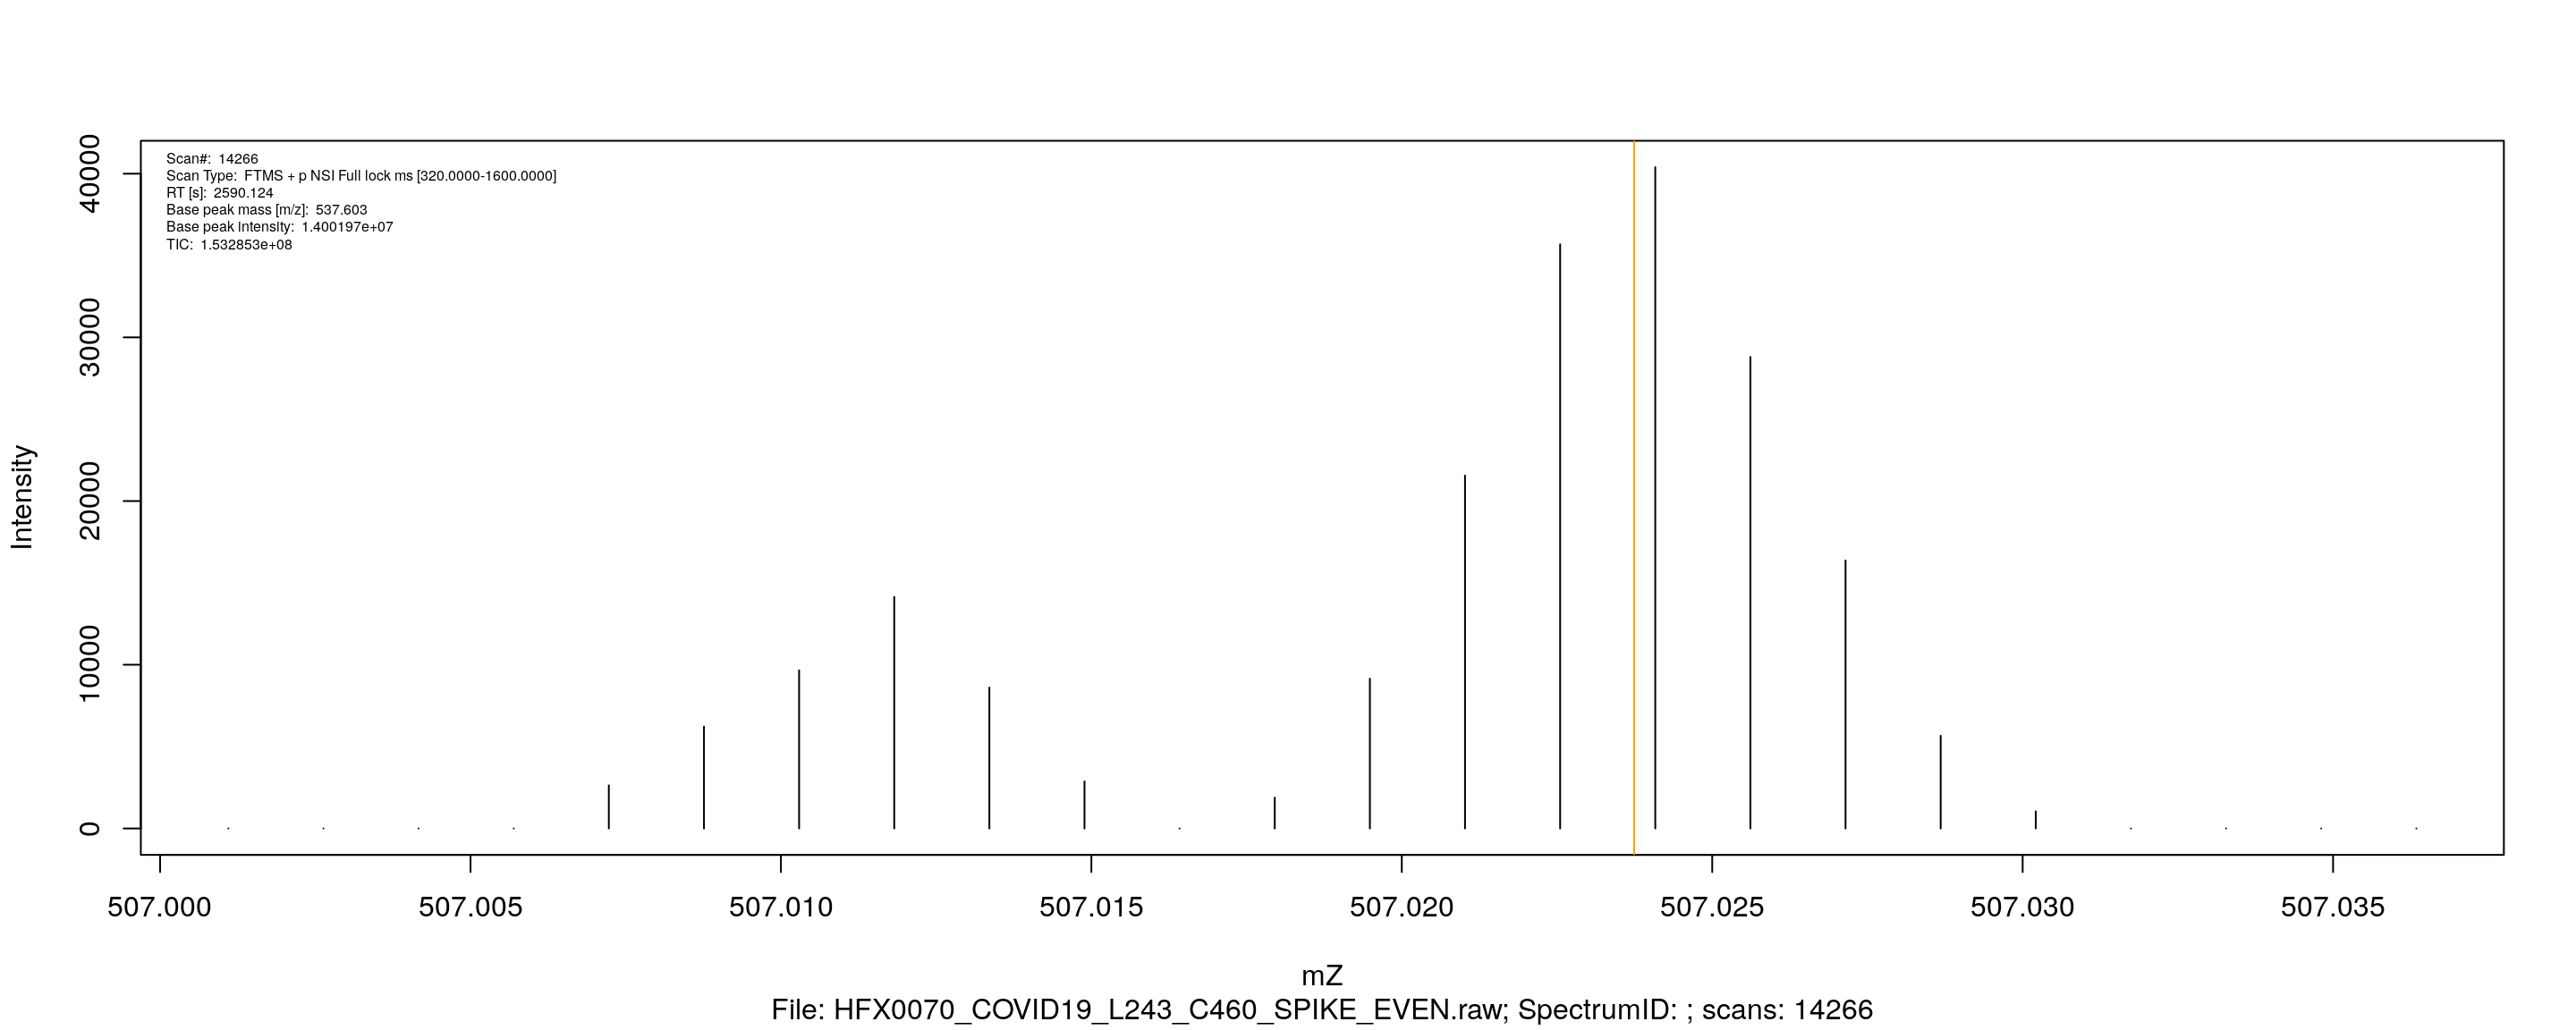 Scan#: 14266
Scan Type: FTMS + p NSI Full lock ms [320.0000-1600.0000]
RT [s]: 2590.124
Base peak mass [m/z]: 537.603
Base peak intensity: 1.400197e+07
TIC: 1.532853e+08
40000
30000
20000
10000
0
Intensity
507.000 507.005 507.010 507.015 507.020 507.025 507.030 507.035
mZ
File: HFX0070_COVID19_L243_C460_SPIKE_EVEN.raw; SpectrumID: ; scans: 14266